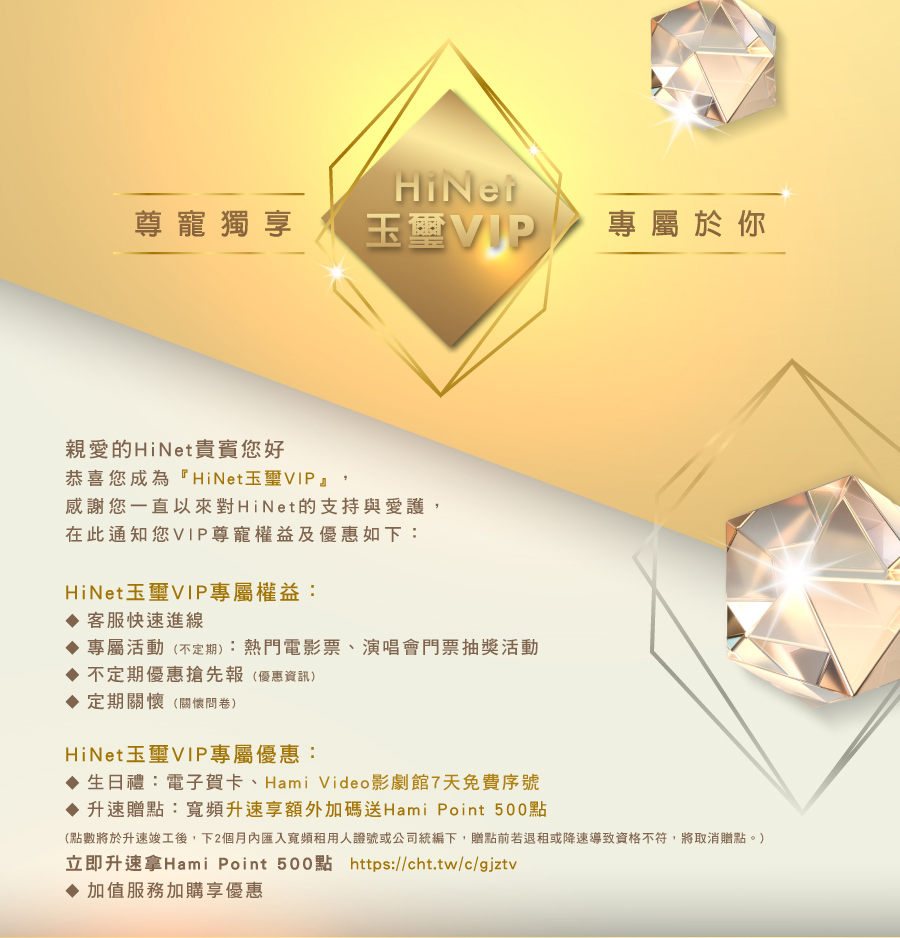 HiNet
玉璽VIP
尊寵獨享
專屬於你
親愛的HiNet貴賓您好
恭喜您成為『HiNet玉璽VIP』，
感謝您一直以來對HiNet的支持與愛護，
在此通知您VIP尊寵權益及優惠如下：
HiNet玉璽VIP專屬權益：
◆ 客服快速進線
◆ 專屬活動（不定期）：熱門電影票、演唱會門票抽獎活動
◆ 不定期優惠搶先報（優惠資訊）
◆ 定期關懷（關懷問卷）
HiNet玉璽VIP專屬優惠：
◆ 生日禮：電子賀卡、Hami Video影劇館7天免費序號
◆ 升速贈點：寬頻升速享額外加碼送Hami Point 500點
(點數將於升速竣工後，下2個月內匯入寬頻租用人證號或公司統編下，贈點前若退租或降速導致資格不符，將取消贈點。)
立即升速拿Hami Point 500點 https://cht.tw/c/gjztv
◆ 加值服務加購享優惠